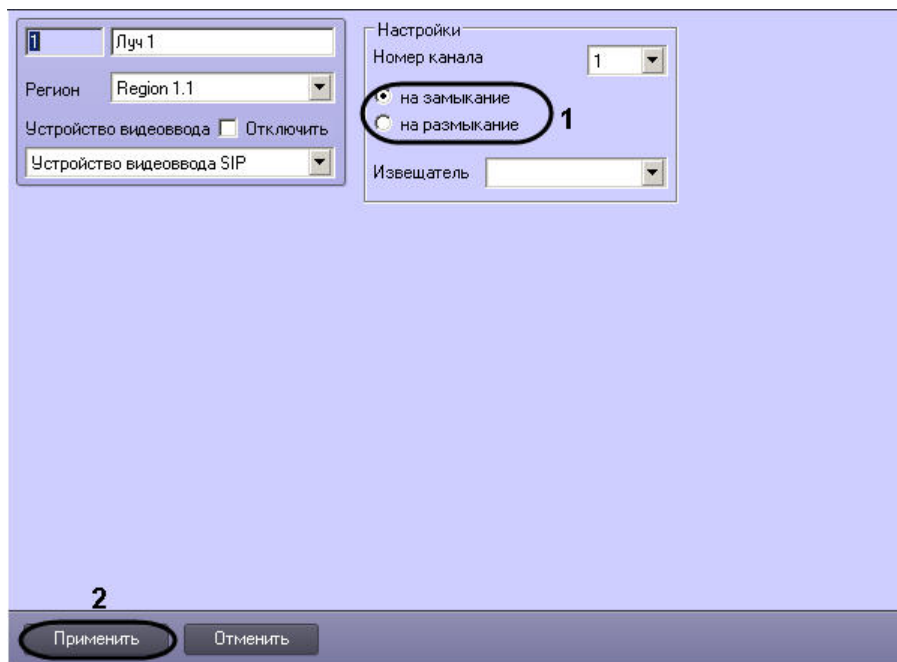 1
Луч 1
Регион
Region 1.1
Устройство видеоввода
Отключить
Устройство видеоввода SIP
Настройки
Номер канала
1
на замыкание
на размыкание
1
Извещатель
2
Применить
Отменить